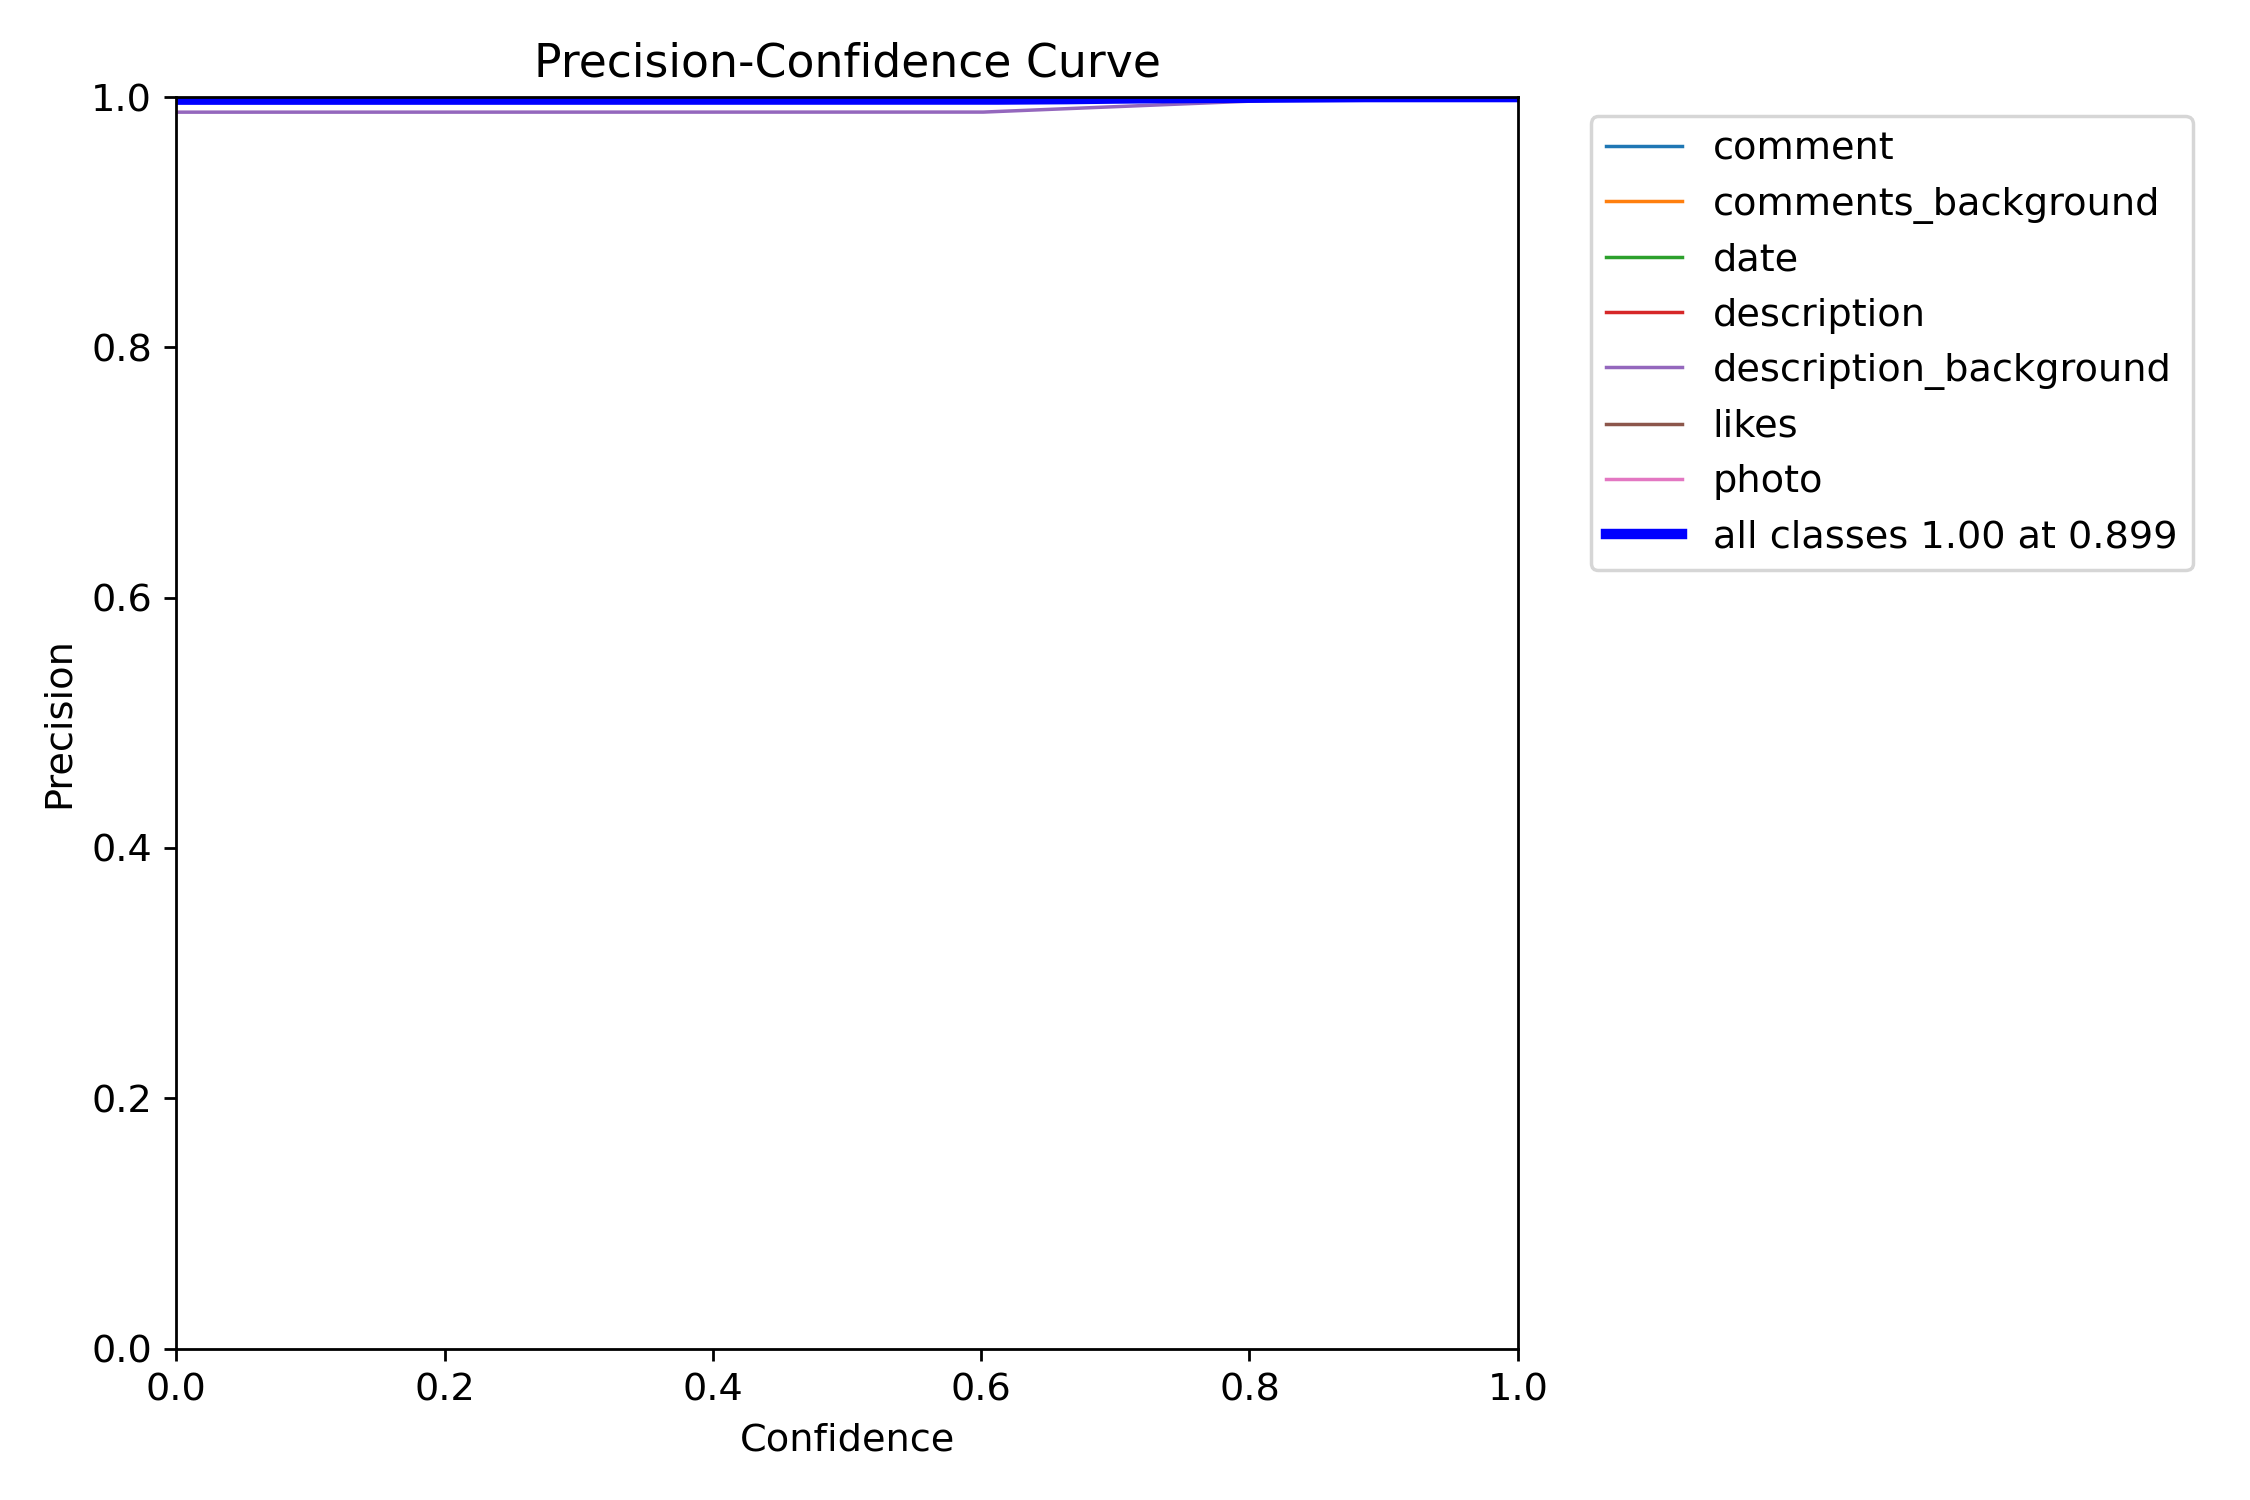 Precision-Confidence Curve
1.0
0.8
0.6
0.4
0.2
0.0
Precision
0.0 0.2 0.4 0.6 0.8 1.0
Confidence
comment
comments_background
date
description
description_background
likes
photo
all classes 1.00 at 0.899